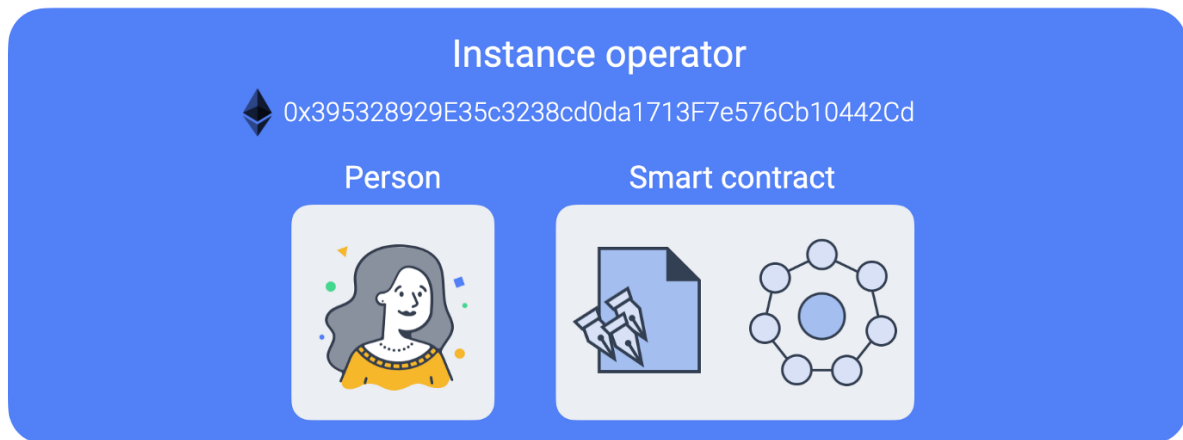 Instance operator
0x395328929E35c3238cd0da1713F7e576Cb10442Cd
Person
Smart contract